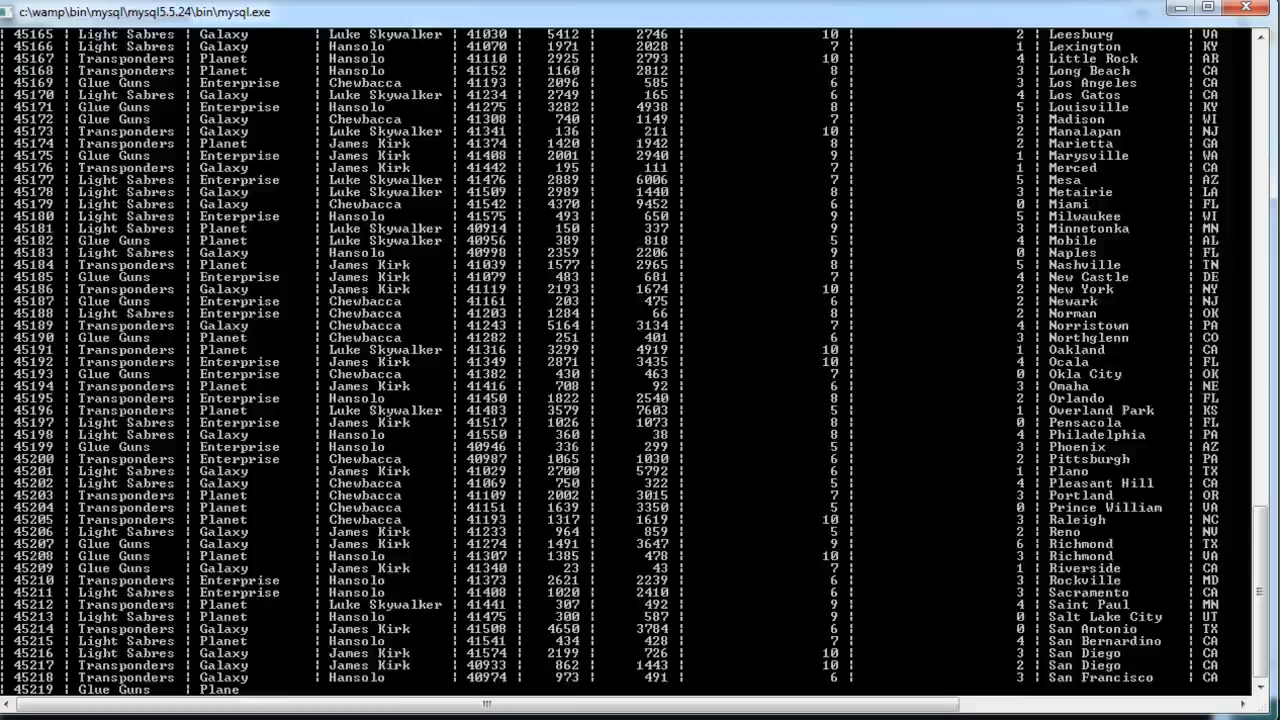 c:\wamp\bin\mysql\mysql5.5.24\bin\mysql.exe
| 45165 | Light Sabres | Galaxy | Luke Skywalker | 41030 | 5412 | 2746 | 10 | 2 | Leesburg | VA
| 45166 | Light Sabres | Galaxy | Hansolo | 41070 | 1971 | 2028 | 7 | 1 | Lexington | KY
| 45167 | Transponders | Planet | Hansolo | 41110 | 2925 | 2793 | 10 | 4 | Little Rock | AR
| 45168 | Transponders | Planet | Hansolo | 41152 | 1160 | 2812 | 8 | 3 | Long Beach | CA
| 45169 | Glue Guns | Enterprise | Chewbacca | 41193 | 2096 | 585 | 6 | 3 | Los Angeles | CA
| 45170 | Light Sabres | Galaxy | Luke Skywalker | 41234 | 2749 | 165 | 6 | 4 | Los Gatos | CA
| 45171 | Glue Guns | Enterprise | Hansolo | 41275 | 3282 | 4938 | 8 | 5 | Louisville | KY
| 45172 | Glue Guns | Galaxy | Chewbacca | 41308 | 740 | 1149 | 7 | 3 | Madison | WI
| 45173 | Transponders | Galaxy | Luke Skywalker | 41341 | 136 | 211 | 10 | 2 | Manalapan | NJ
| 45174 | Transponders | Planet | James Kirk | 41374 | 1420 | 1942 | 8 | 2 | Marietta | GA
| 45175 | Glue Guns | Enterprise | James Kirk | 41408 | 2001 | 2940 | 9 | 1 | Marysville | WA
| 45176 | Transponders | Galaxy | James Kirk | 41442 | 195 | 111 | 7 | 1 | Merced | CA
| 45177 | Light Sabres | Enterprise | Luke Skywalker | 41476 | 2889 | 6006 | 7 | 5 | Mesa | AZ
| 45178 | Light Sabres | Galaxy | Luke Skywalker | 41509 | 2989 | 1440 | 8 | 3 | Metairie | LA
| 45179 | Light Sabres | Galaxy | Chewbacca | 41542 | 4370 | 9452 | 6 | 0 | Miami | FL
| 45180 | Light Sabres | Enterprise | Hansolo | 41575 | 493 | 650 | 9 | 5 | Milwaukee | WI
| 45181 | Light Sabres | Planet | Luke Skywalker | 40914 | 150 | 337 | 9 | 3 | Minnetonka | MN
| 45182 | Glue Guns | Planet | Luke Skywalker | 40956 | 389 | 818 | 5 | 4 | Mobile | AL
| 45183 | Light Sabres | Galaxy | Hansolo | 40998 | 2359 | 2206 | 9 | 0 | Naples | FL
| 45184 | Transponders | Planet | James Kirk | 41039 | 1577 | 2965 | 8 | 5 | Nashville | TN
| 45185 | Glue Guns | Enterprise | James Kirk | 41079 | 483 | 681 | 7 | 4 | New Castle | DE
| 45186 | Transponders | Galaxy | James Kirk | 41119 | 2193 | 1674 | 10 | 2 | New York | NY
| 45187 | Glue Guns | Enterprise | Chewbacca | 41161 | 203 | 475 | 6 | 2 | Newark | NJ
| 45188 | Light Sabres | Enterprise | Chewbacca | 41203 | 1284 | 66 | 8 | 2 | Norman | OK
| 45189 | Transponders | Galaxy | Chewbacca | 41243 | 5164 | 3134 | 7 | 4 | Norristown | PA
| 45190 | Glue Guns | Planet | Chewbacca | 41282 | 251 | 401 | 6 | 3 | Northglenn | CO
| 45191 | Transponders | Planet | Luke Skywalker | 41316 | 3299 | 4919 | 10 | 1 | Oakland | CA
| 45192 | Transponders | Enterprise | James Kirk | 41349 | 2871 | 3435 | 10 | 4 | Ocala | FL
| 45193 | Glue Guns | Galaxy | Chewbacca | 41382 | 430 | 463 | 7 | 0 | Okla City | OK
| 45194 | Transponders | Planet | James Kirk | 41416 | 708 | 92 | 6 | 3 | Omaha | NE
| 45195 | Transponders | Enterprise | Hansolo | 41450 | 1822 | 2540 | 8 | 2 | Orlando | FL
| 45196 | Transponders | Planet | Luke Skywalker | 41483 | 3579 | 7603 | 5 | 1 | Overland Park | KS
| 45197 | Light Sabres | Enterprise | James Kirk | 41517 | 1026 | 1073 | 8 | 0 | Pensacola | FL
| 45198 | Light Sabres | Galaxy | Hansolo | 41550 | 360 | 38 | 8 | 4 | Philadelphia | PA
| 45199 | Glue Guns | Enterprise | Hansolo | 40946 | 336 | 299 | 5 | 3 | Phoenix | AZ
| 45200 | Transponders | Enterprise | Chewbacca | 40987 | 1065 | 1030 | 6 | 2 | Pittsburgh | PA
| 45201 | Light Sabres | Galaxy | James Kirk | 41029 | 2700 | 5792 | 6 | 1 | Plano | TX
| 45202 | Light Sabres | Galaxy | Chewbacca | 41069 | 750 | 322 | 5 | 4 | Pleasant Hill | CA
| 45203 | Transponders | Planet | Chewbacca | 41109 | 2002 | 3015 | 7 | 3 | Portland | OR
| 45204 | Transponders | Planet | Chewbacca | 41151 | 1639 | 3350 | 5 | 0 | Prince William | VA
| 45205 | Transponders | Planet | Chewbacca | 41193 | 1317 | 1619 | 10 | 3 | Raleigh | NC
| 45206 | Light Sabres | Galaxy | James Kirk | 41233 | 964 | 859 | 5 | 2 | Reno | NV
| 45207 | Glue Guns | Galaxy | James Kirk | 41274 | 1491 | 3647 | 9 | 6 | Richmond | TX
| 45208 | Glue Guns | Planet | Hansolo | 41307 | 1385 | 478 | 10 | 3 | Richmond | VA
| 45209 | Glue Guns | Galaxy | James Kirk | 41340 | 23 | 43 | 7 | 1 | Riverside | CA
| 45210 | Transponders | Enterprise | Hansolo | 41373 | 2621 | 2239 | 6 | 3 | Rockville | MD
| 45211 | Light Sabres | Enterprise | Hansolo | 41408 | 1020 | 2410 | 6 | 3 | Sacramento | CA
| 45212 | Transponders | Planet | Luke Skywalker | 41441 | 307 | 492 | 9 | 4 | Saint Paul | MN
| 45213 | Light Sabres | Planet | Hansolo | 41475 | 300 | 587 | 9 | 0 | Salt Lake City | UT
| 45214 | Transponders | Galaxy | James Kirk | 41508 | 4650 | 3784 | 6 | 0 | San Antonio | TX
| 45215 | Light Sabres | Galaxy | Hansolo | 41541 | 434 | 428 | 7 | 4 | San Bernardino | CA
| 45216 | Light Sabres | Galaxy | Hansolo | 41574 | 2199 | 726 | 10 | 3 | San Diego | CA
| 45217 | Transponders | Galaxy | James Kirk | 40933 | 862 | 1443 | 10 | 2 | San Diego | CA
| 45218 | Transponders | Galaxy | Hansolo | 40974 | 973 | 491 | 6 | 3 | San Francisco | CA
| 45219 | Glue Guns | Plane